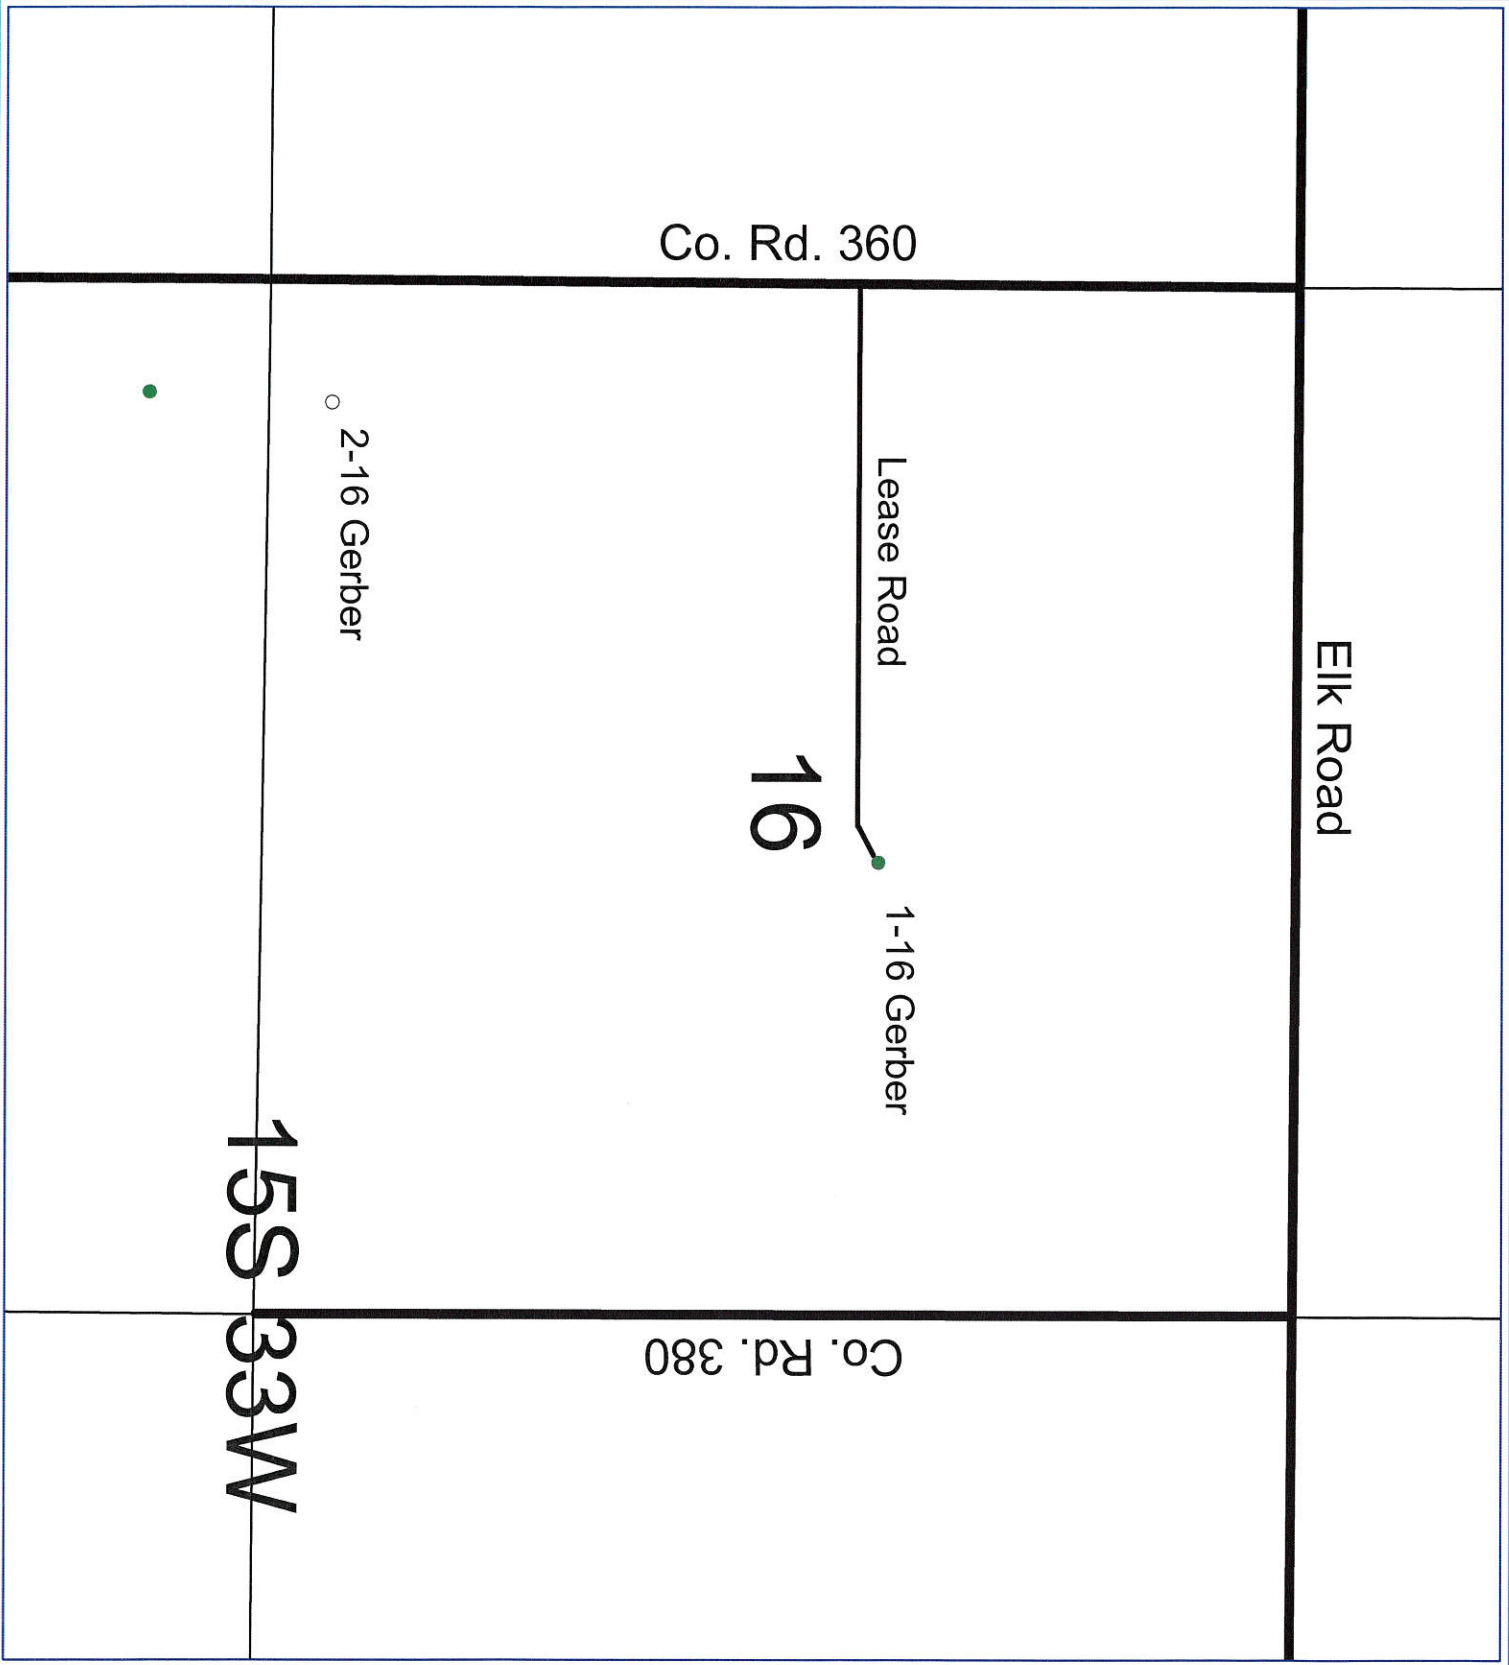 Co. Rd. 360
Elk Road
Lease Road
2-16 Gerber
16
1-16 Gerber
15S 33W
Co. Rd. 380